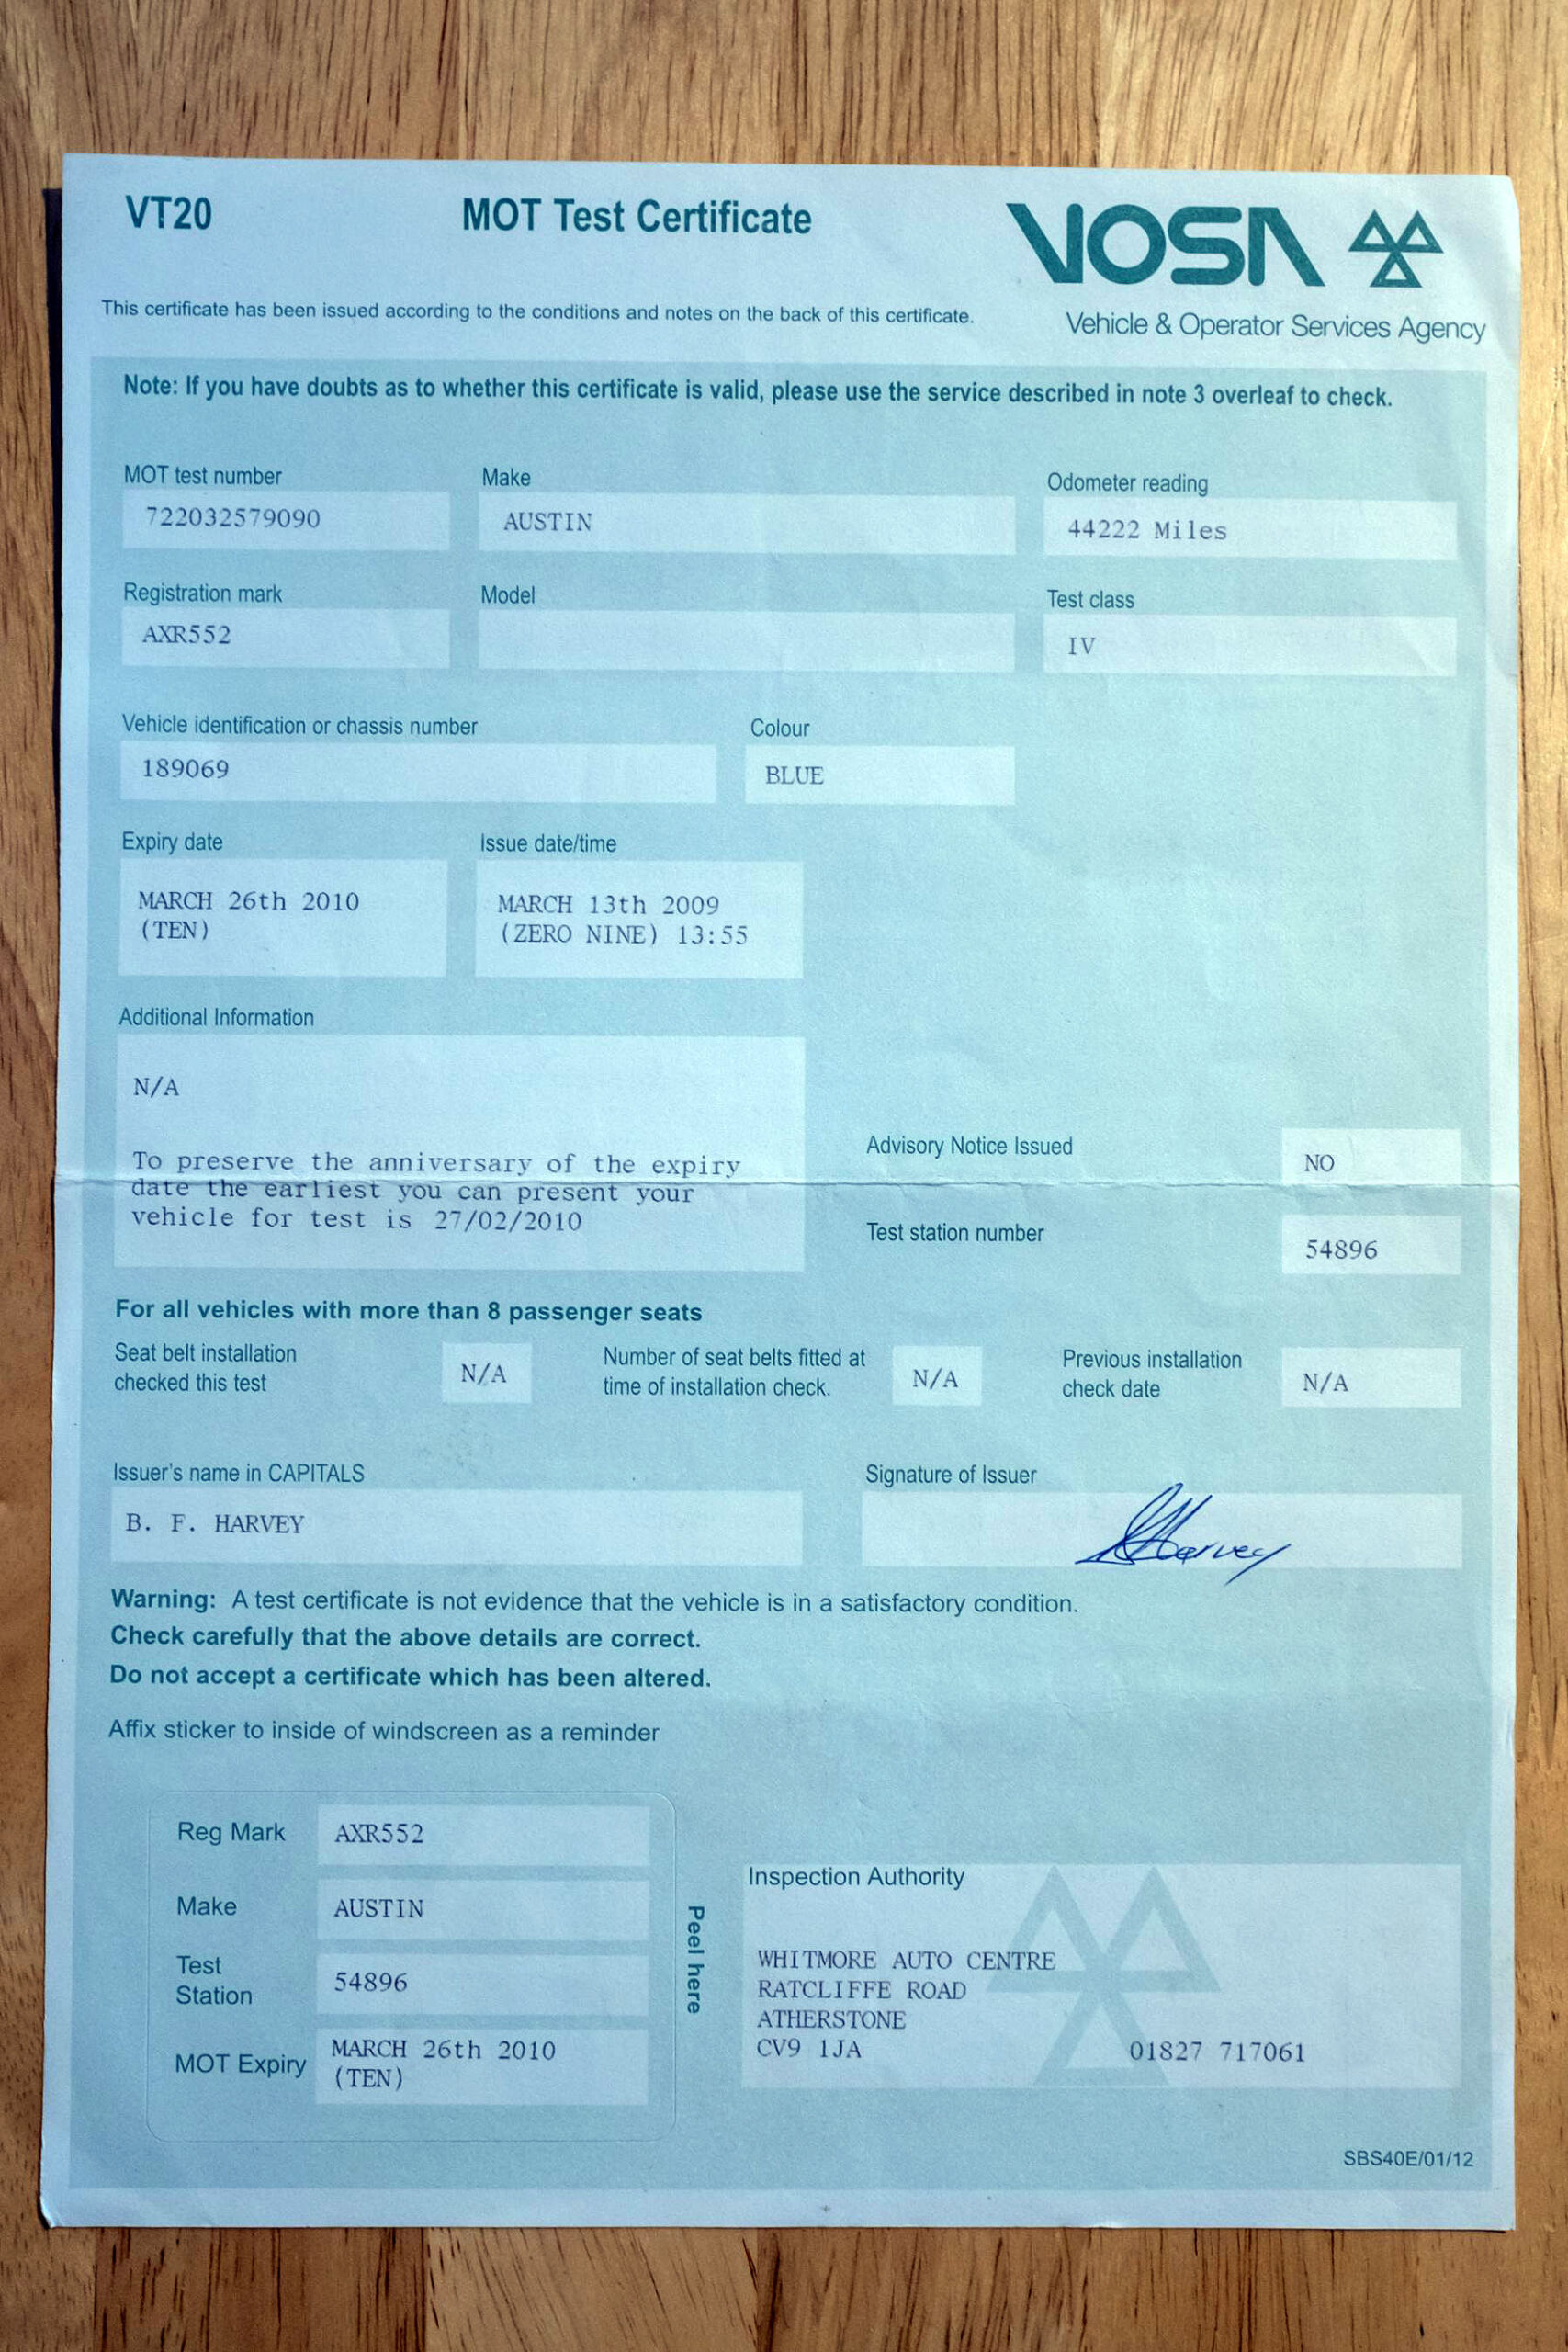 VT20
MOT Test Certificate
VOSA
Vehicle & Operator Services Agency
This certificate has been issued according to the conditions and notes on the back of this certificate.
Note: If you have doubts as to whether this certificate is valid, please use the service described in note 3 overleaf to check.
MOT test number
722032579090
Make
AUSTIN
Odometer reading
44222 Miles
Registration mark
AXR552
Model
Test class
IV
Vehicle identification or chassis number
189069
Colour
BLUE
Expiry date
MARCH 26th 2010
(TEN)
Issue date/time
MARCH 13th 2009
(ZERO NINE) 13:55
Additional Information
N/A
To preserve the anniversary of the expiry
date the earliest you can present your
vehicle for test is 27/02/2010
Advisory Notice Issued
NO
Test station number
54896
For all vehicles with more than 8 passenger seats
Seat belt installation
checked this test
N/A
Number of seat belts fitted at
time of installation check.
N/A
Previous installation
check date
N/A
Issuer's name in CAPITALS
B. F. HARVEY
Signature of Issuer
Harvey
Warning: A test certificate is not evidence that the vehicle is in a satisfactory condition.
Check carefully that the above details are correct.
Do not accept a certificate which has been altered.
Affix sticker to inside of windscreen as a reminder
Reg Mark
AXR552
Make
AUSTIN
Test
Station
54896
MOT Expiry
MARCH 26th 2010
(TEN)
Peel here
Inspection Authority
WHITMORE AUTO CENTRE
RATCLIFFE ROAD
ATHERSTONE
CV9 1JA
01827 717061
SBS40E/01/12